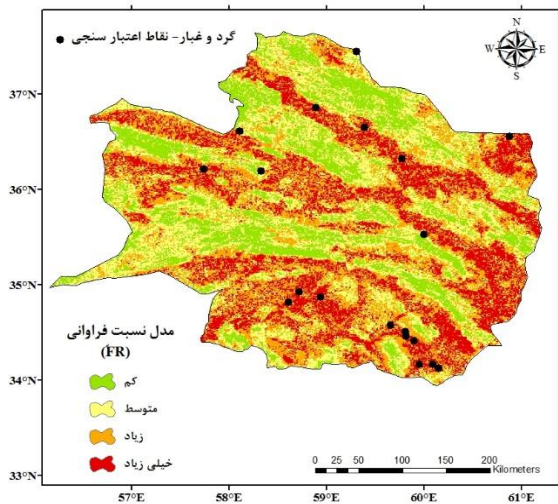 گرد و غبار- نقاط اعتبار سنجی
N
W E
S
37°N
36°N
35°N
34°N
33°N
مدل نسبت فراوانی
(FR)
کم
متوسط
زیاد
خیلی زیاد
0 25 50 100 150 200
Kilometers
57°E 58°E 59°E 60°E 61°E